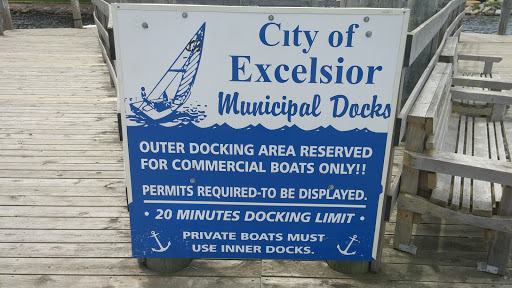 City of
Excelsior
Municipal Docks
OUTER DOCKING AREA RESERVED
FOR COMMERCIAL BOATS ONLY!!
PERMITS REQUIRED-TO BE DISPLAYED.
• 20 MINUTES DOCKING LIMIT •
PRIVATE BOATS MUST
USE INNER DOCKS.